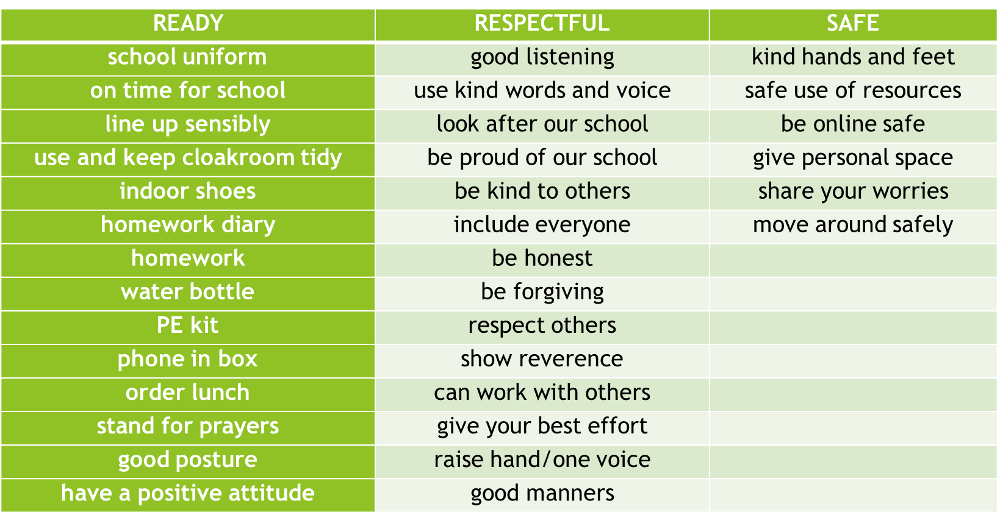 READY RESPECTFUL SAFE
school uniform good listening kind hands and feet
on time for school use kind words and voice safe use of resources
line up sensibly look after our school be online safe
use and keep cloakroom tidy be proud of our school give personal space
indoor shoes be kind to others share your worries
homework diary include everyone move around safely
homework be honest
water bottle be forgiving
PE kit respect others
phone in box show reverence
order lunch can work with others
stand for prayers give your best effort
good posture raise hand/one voice
have a positive attitude good manners